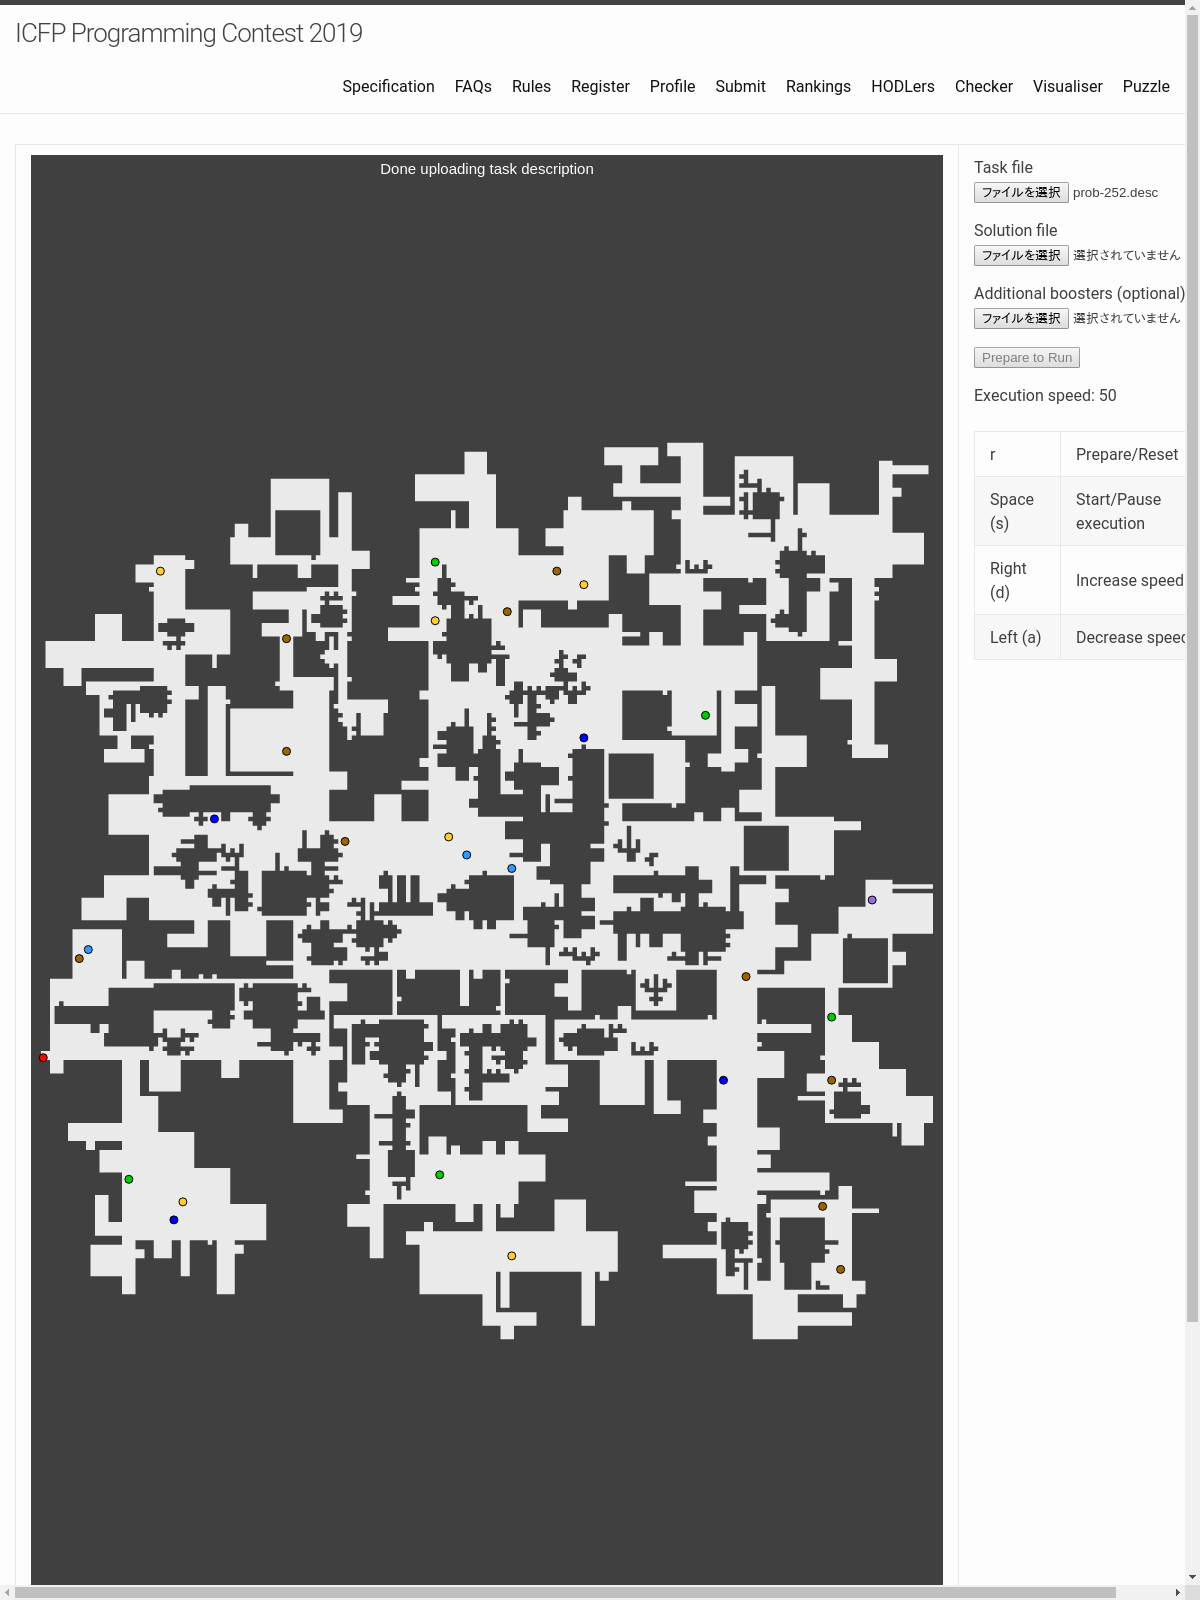 ICFP Programming Contest 2019
Specification FAQs Rules Register Profile Submit Rankings HODLers Checker Visualiser Puzzle
Done uploading task description
Task file
ファイルを選択 prob-252.desc
Solution file
ファイルを選択 選択されていません
Additional boosters (optional)
ファイルを選択 選択されていません
Prepare to Run
Execution speed: 50
r Prepare/Reset
Space Start/Pause
(s) execution
Right Increase speed
(d)
Left (a) Decrease speed